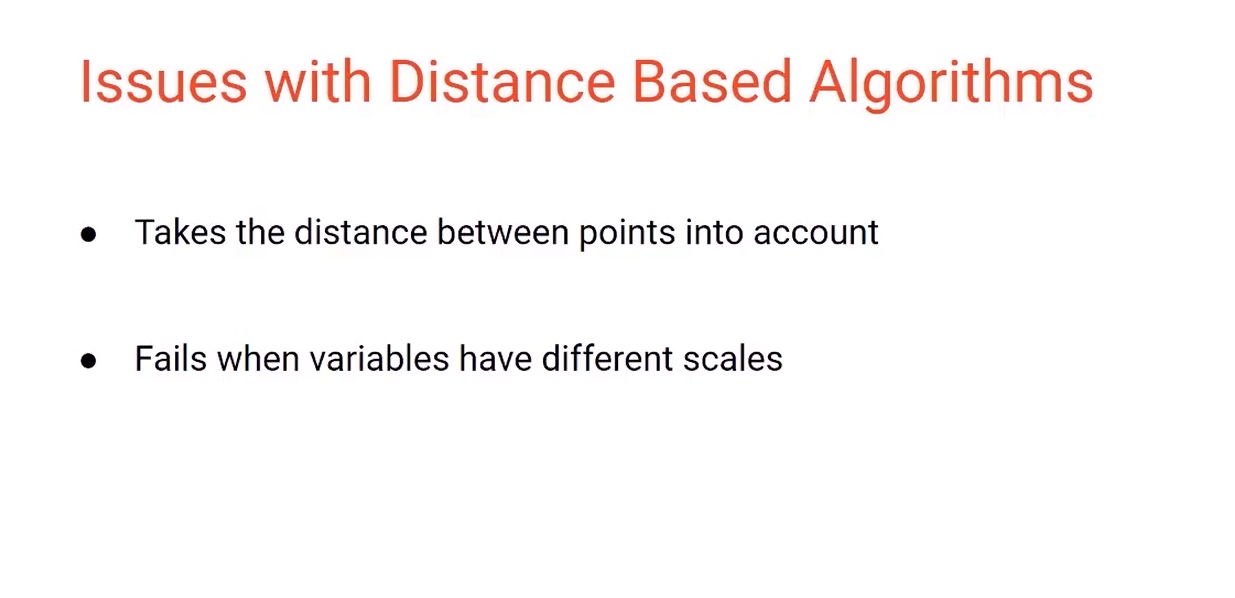 Issues with Distance Based Algorithms
● Takes the distance between points into account
● Fails when variables have different scales